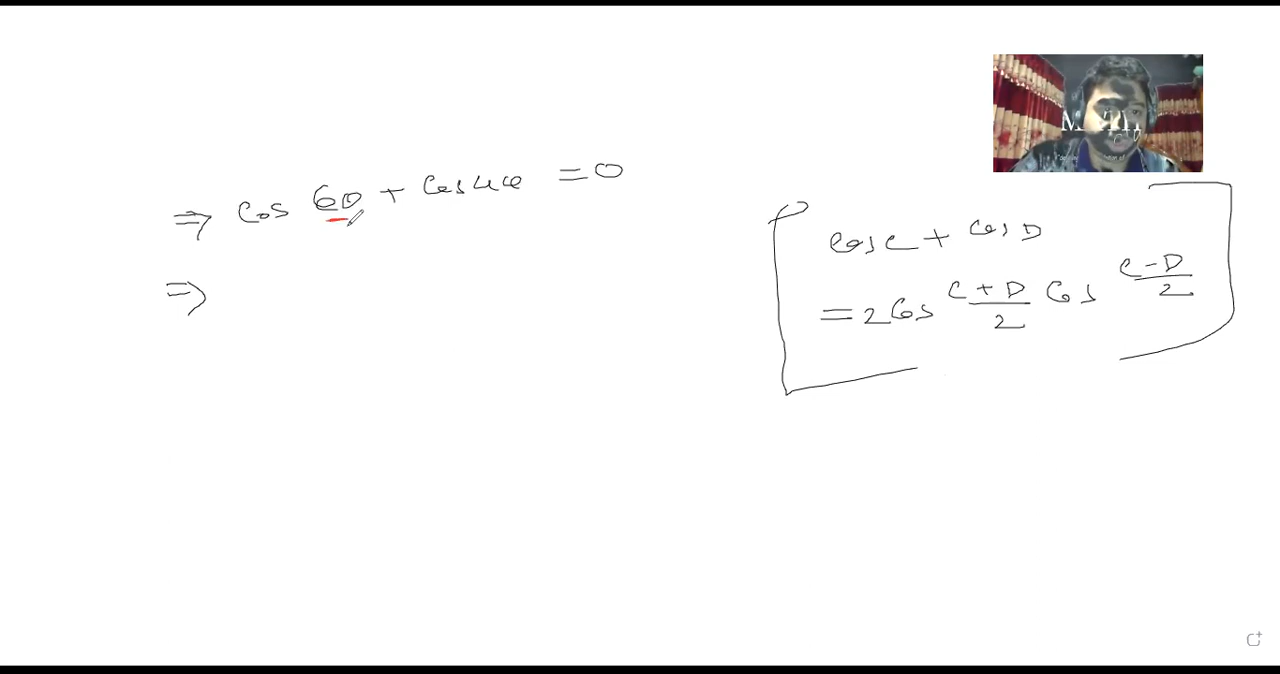 ⇒ cos 6θ + cos 4θ = 0
⇒
cos C + cos D
= 2 cos (C + D)/2 cos (C - D)/2